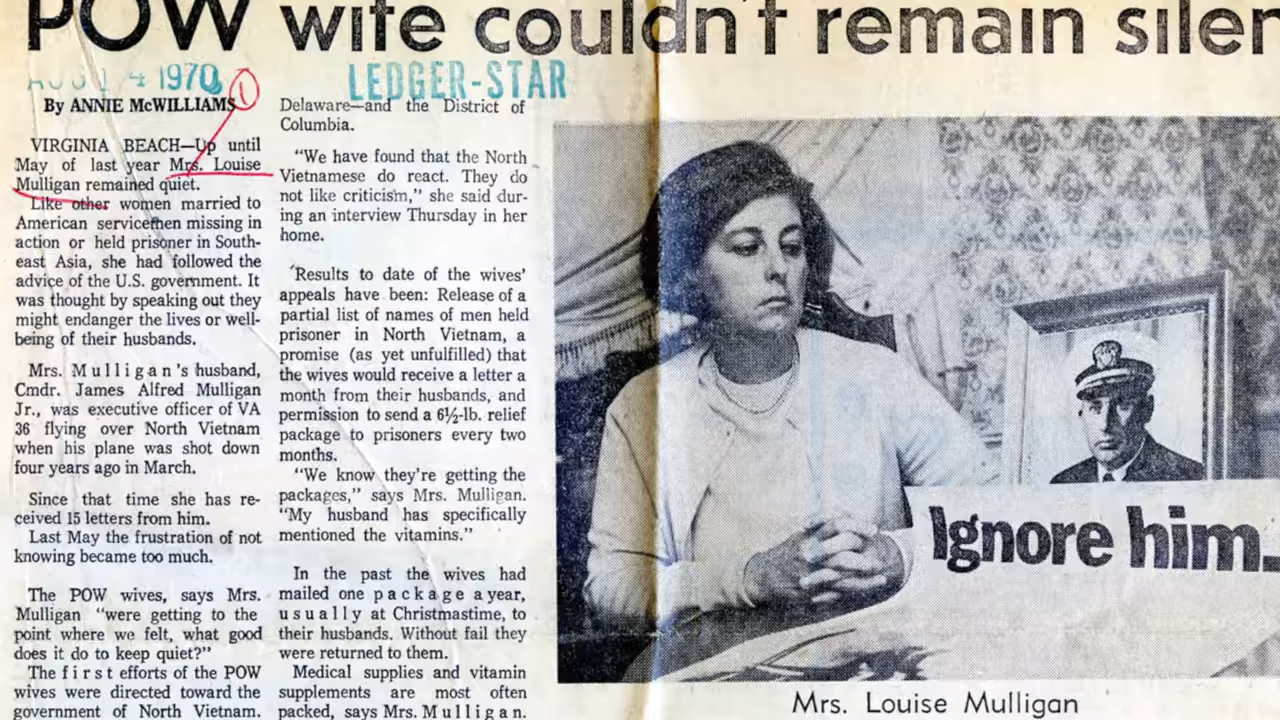 POW wife couldn't remain silen
AUG 14 1970
LEDGER-STAR
1
By ANNIE McWILLIAMS
VIRGINIA BEACH—Up until
May of last year Mrs. Louise
Mulligan remained quiet.
Like other women married to
American servicemen missing in
action or held prisoner in South-
east Asia, she had followed the
advice of the U.S. government. It
was thought by speaking out they
might endanger the lives or well-
being of their husbands.
Mrs. Mulligan's husband,
Cmdr. James Alfred Mulligan
Jr., was executive officer of VA
36 flying over North Vietnam
when his plane was shot down
four years ago in March.
Since that time she has re-
ceived 15 letters from him.
Last May the frustration of not
knowing became too much.
The POW wives, says Mrs.
Mulligan "were getting to the
point where we felt, what good
does it do to keep quiet?"
The first efforts of the POW
wives were directed toward the
government of North Vietnam.
Delaware—and the District of
Columbia.
"We have found that the North
Vietnamese do react. They do
not like criticism," she said dur-
ing an interview Thursday in her
home.
Results to date of the wives'
appeals have been: Release of a
partial list of names of men held
prisoner in North Vietnam, a
promise (as yet unfulfilled) that
the wives would receive a letter a
month from their husbands, and
permission to send a 6½-lb. relief
package to prisoners every two
months.
"We know they're getting the
packages," says Mrs. Mulligan.
"My husband has specifically
mentioned the vitamins."
In the past the wives had
mailed one package a year,
usually at Christmastime, to
their husbands. Without fail they
were returned to them.
Medical supplies and vitamin
supplements are most often
packed, says Mrs. Mulligan.
Ignore him.
Mrs. Louise Mulligan